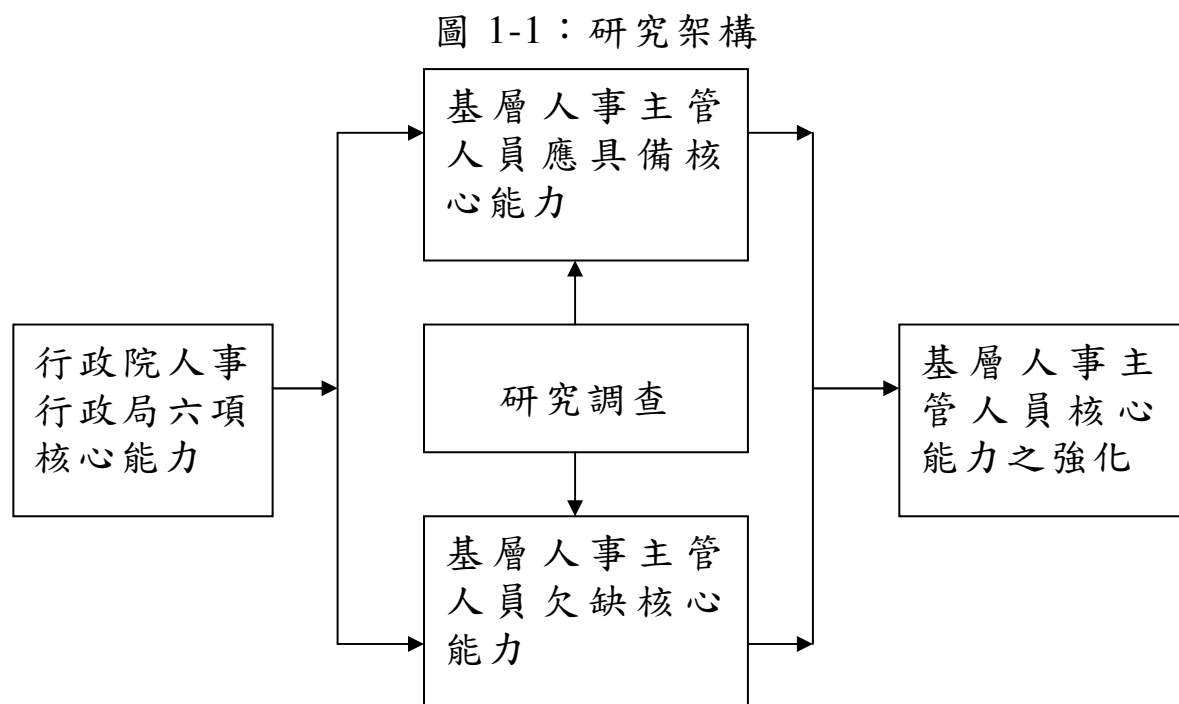 圖 1-1：研究架構
基層人事主管
人員應具備核
心能力
行政院人事
行政局六項
核心能力
研究調查
基層人事主
管人員核心
能力之強化
基層人事主管
人員欠缺核心
能力